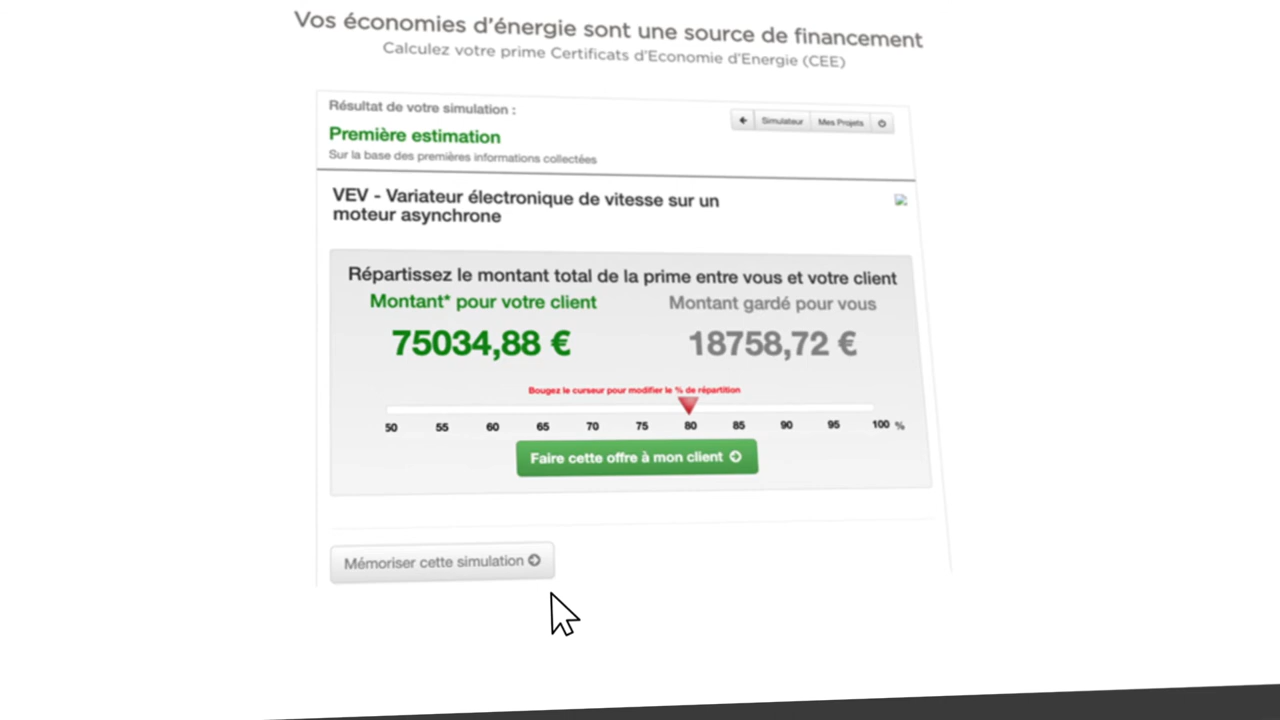 Vos économies d'énergie sont une source de financement
Calculez votre prime Certificats d'Economie d'Energie (CEE)
Résultat de votre simulation :
Simulateur Mes Projets
Première estimation
Sur la base des premières informations collectées
VEV - Variateur électronique de vitesse sur un
moteur asynchrone
Répartissez le montant total de la prime entre vous et votre client
Montant* pour votre client Montant gardé pour vous
75034,88 € 18758,72 €
Bougez le curseur pour modifier le % de répartition
50 55 60 65 70 75 80 85 90 95 100 %
Faire cette offre à mon client
Mémoriser cette simulation